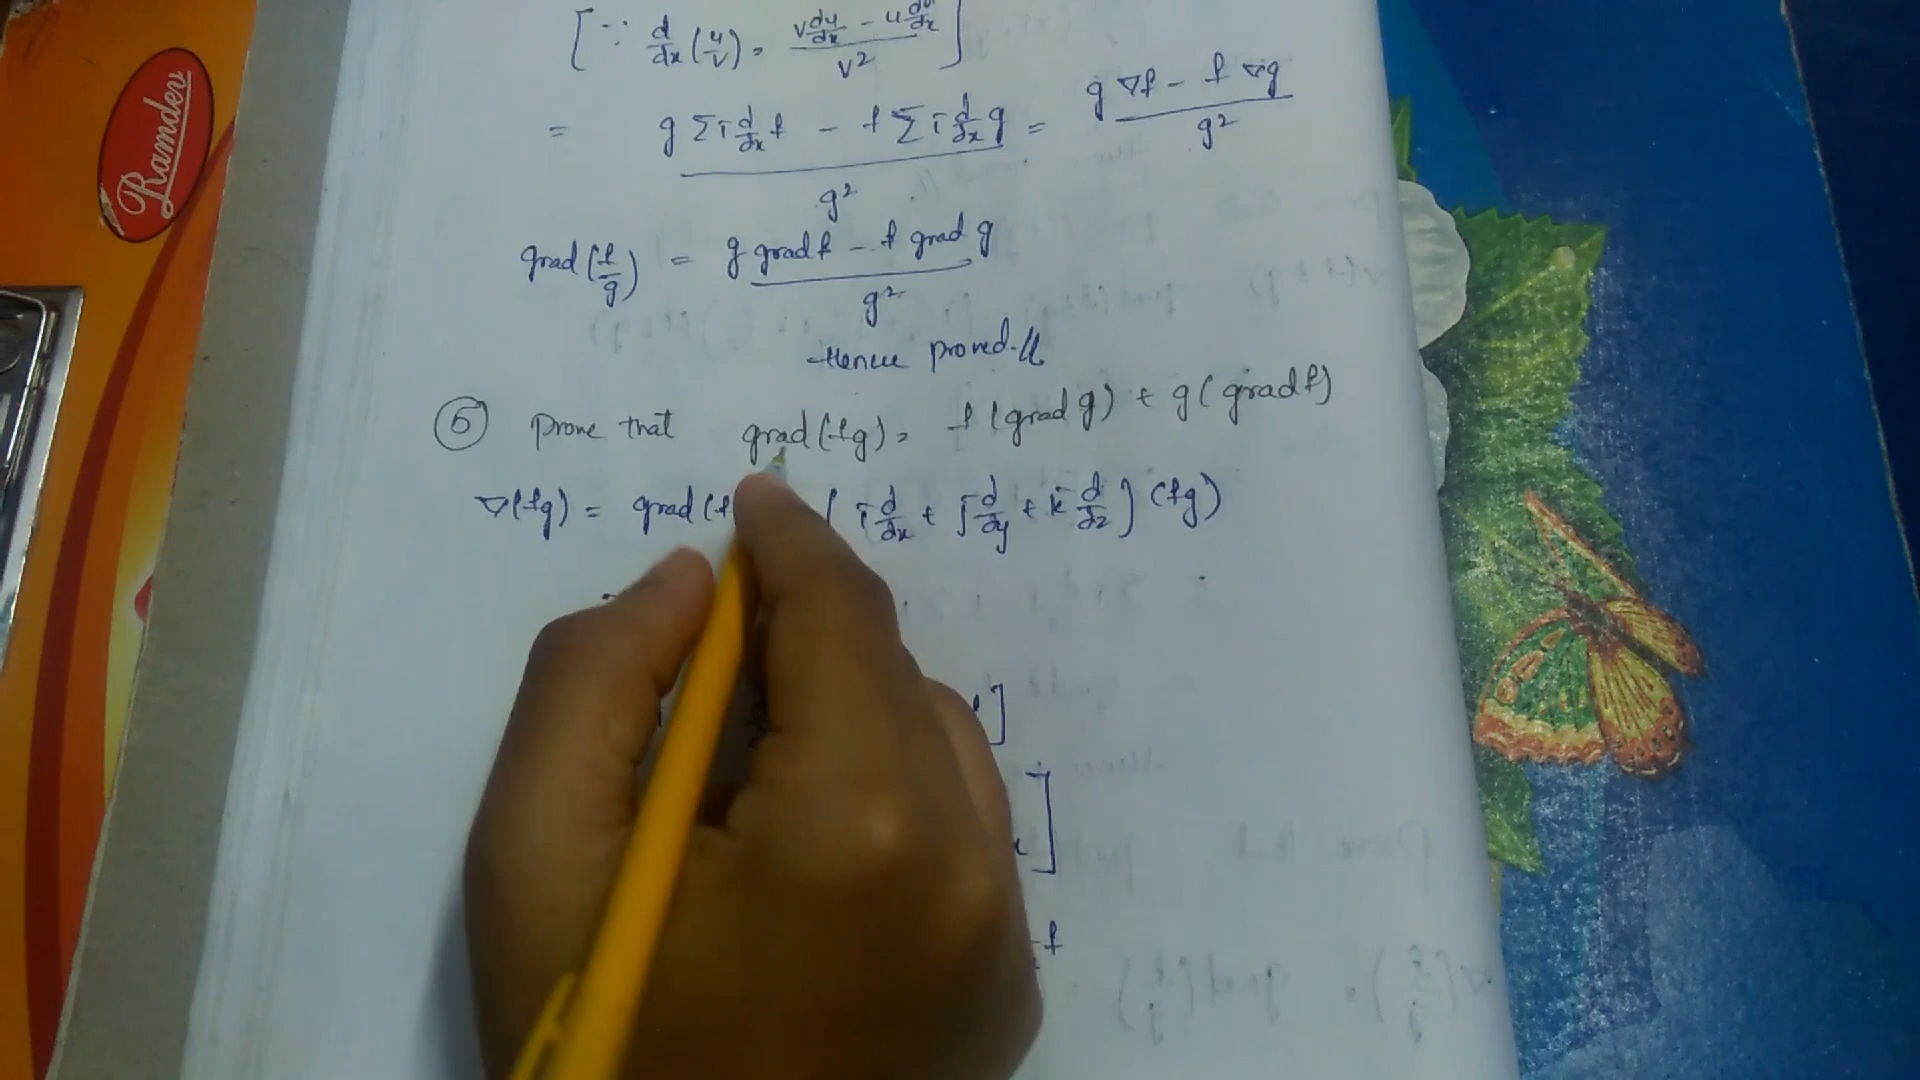 [∵ d/dx (u/v) = (v du/dx - u dv/dx) / v²]
= (g Σ i d/dx f - f Σ i d/dx g) / g² = (g ∇f - f ∇g) / g²
grad (f/g) = (g grad f - f grad g) / g²
Hence proved.//
⑤ Prove that grad (fg) = f (grad g) + g (grad f)
∇(fg) = grad (f [ i d/dx + j d/dy + k d/dz ] (fg)
]
]
f
Ramdev